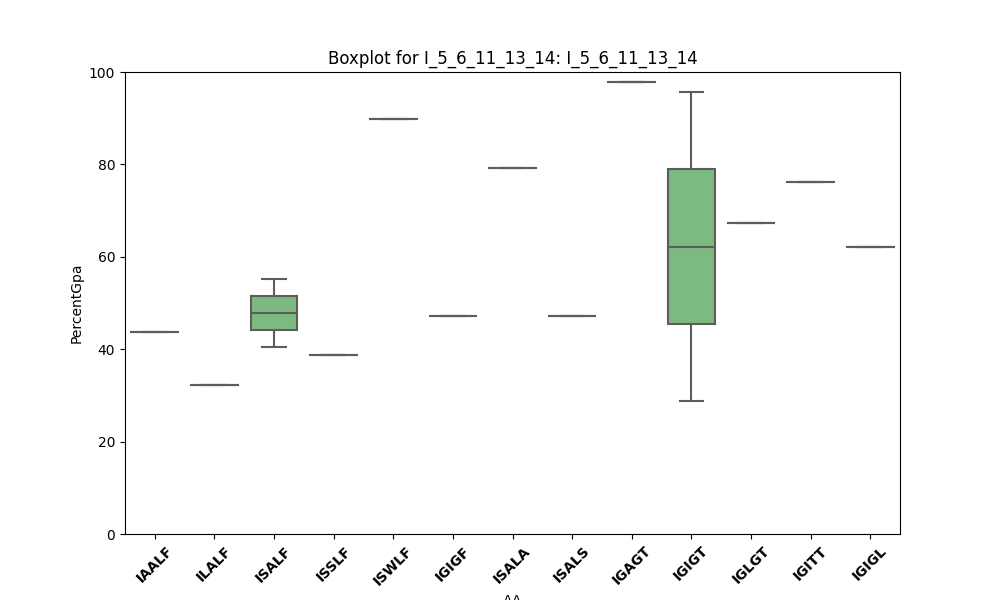 Boxplot for I_5_6_11_13_14: I_5_6_11_13_14
100
80
60
40
20
0
PercentGpa
IAALF
ILALF
ISALF
ISSLF
ISWLF
IGIGF
ISALA
ISALS
IGAGT
IGIGT
IGLGT
IGITT
IGIGL
AA